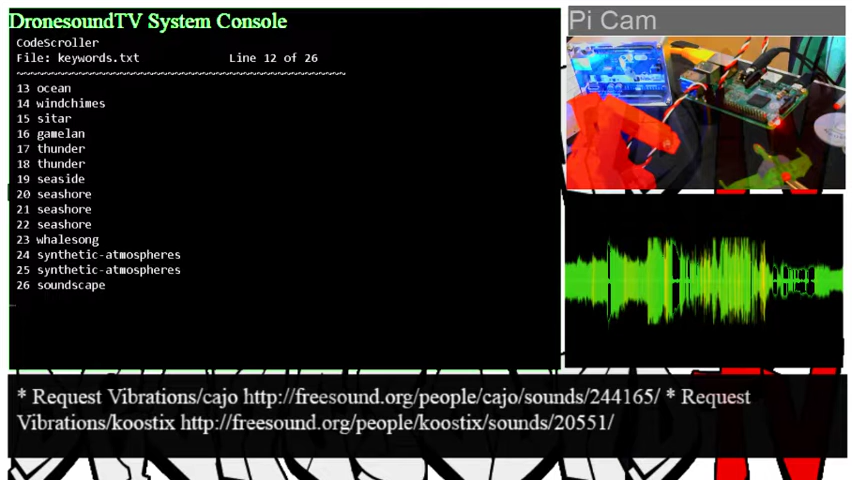 DronesoundTV System Console
CodeScroller
File: keywords.txt Line 12 of 26
~~~~~~~~~~~~~~~~~~~~~~~~~~~~~~~~~~~~~~~~~~~~~~~
13 ocean
14 windchimes
15 sitar
16 gamelan
17 thunder
18 thunder
19 seaside
20 seashore
21 seashore
22 seashore
23 whalesong
24 synthetic-atmospheres
25 synthetic-atmospheres
26 soundscape
Pi Cam
* Request Vibrations/cajo http://freesound.org/people/cajo/sounds/244165/ * Request
Vibrations/koostix http://freesound.org/people/koostix/sounds/20551/